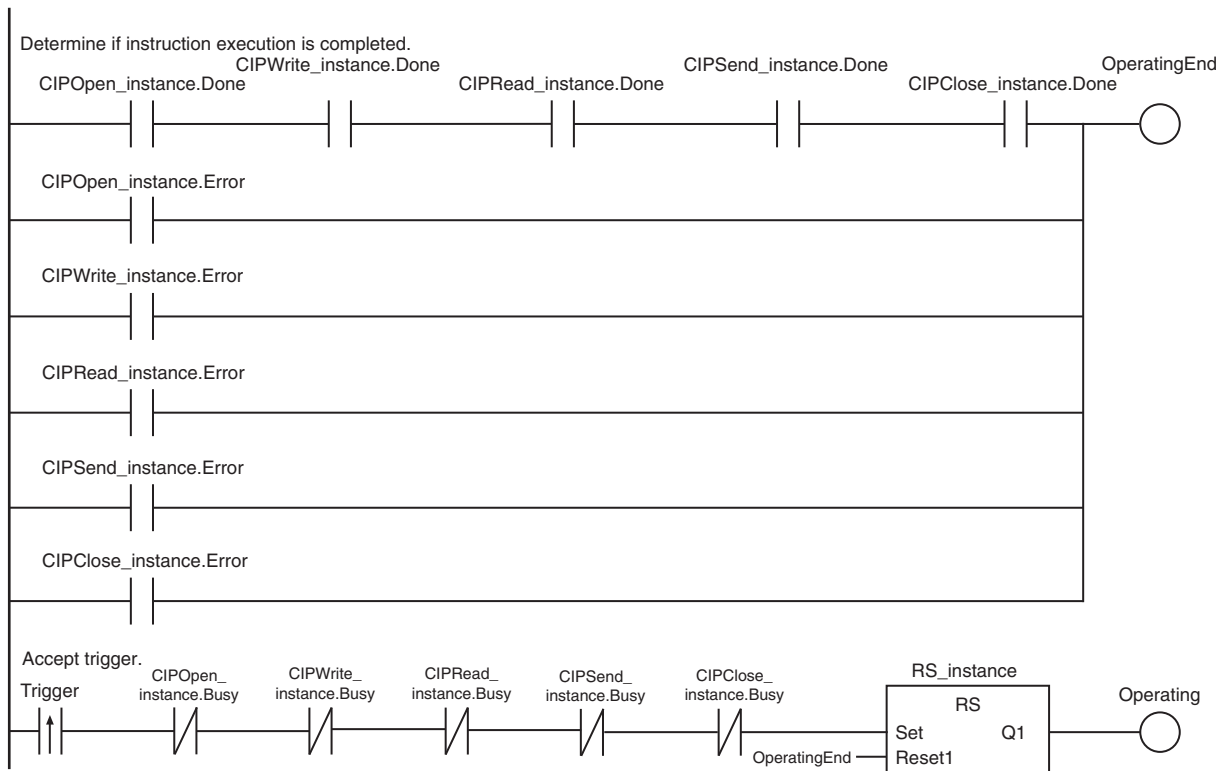 Determine if instruction execution is completed.
CIPOpen_instance.Done
CIPWrite_instance.Done
CIPRead_instance.Done
CIPSend_instance.Done
CIPClose_instance.Done
OperatingEnd
CIPOpen_instance.Error
CIPWrite_instance.Error
CIPRead_instance.Error
CIPSend_instance.Error
CIPClose_instance.Error
Accept trigger.
Trigger
CIPOpen_
instance.Busy
CIPWrite_
instance.Busy
CIPRead_
instance.Busy
CIPSend_
instance.Busy
CIPClose_
instance.Busy
RS_instance
RS
Set
Q1
OperatingEnd
Reset1
Operating